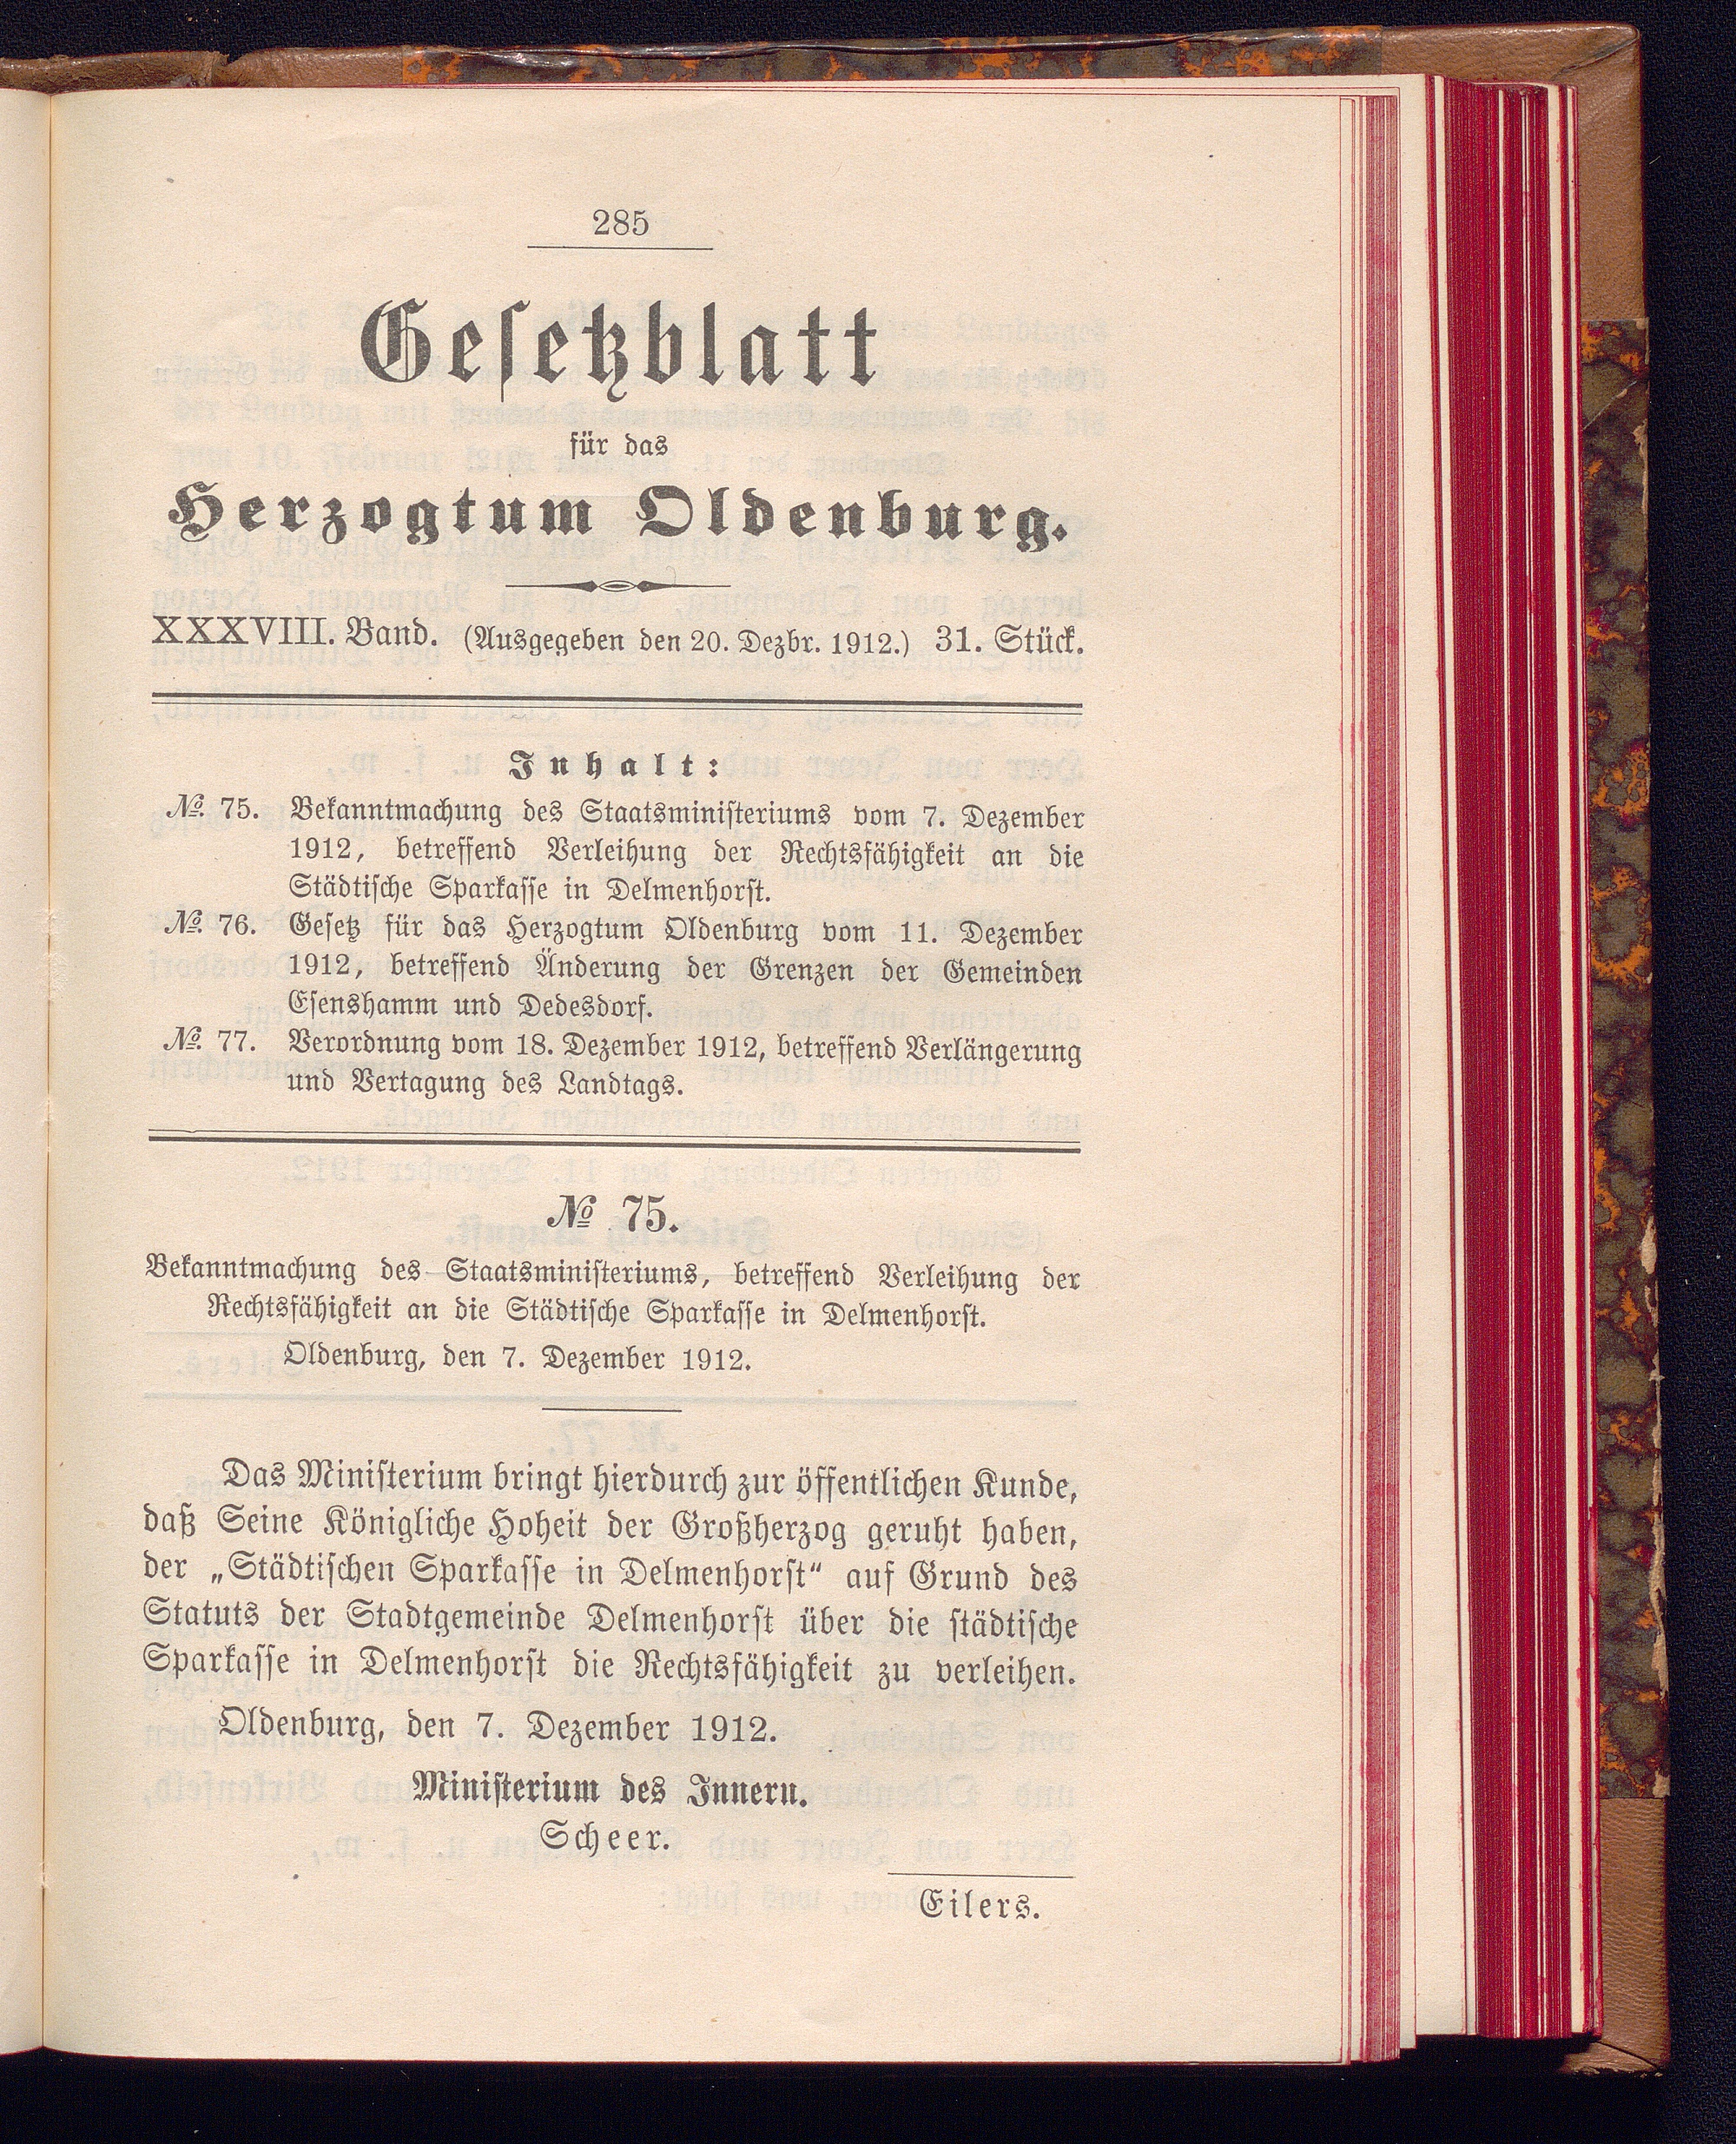 285
Gesetzblatt
für das
Herzogtum Oldenburg.
XXXVIII. Band. (Ausgegeben den 20. Dezbr. 1912.) 31. Stück.
Inhalt:
№. 75. Bekanntmachung des Staatsministeriums vom 7. Dezember
1912, betreffend Verleihung der Rechtsfähigkeit an die
Städtische Sparkasse in Delmenhorst.
№. 76. Gesetz für das Herzogtum Oldenburg vom 11. Dezember
1912, betreffend Änderung der Grenzen der Gemeinden
Esenshamm und Dedesdorf.
№. 77. Verordnung vom 18. Dezember 1912, betreffend Verlängerung
und Vertagung des Landtags.
№ 75.
Bekanntmachung des Staatsministeriums, betreffend Verleihung der
Rechtsfähigkeit an die Städtische Sparkasse in Delmenhorst.
Oldenburg, den 7. Dezember 1912.
Das Ministerium bringt hierdurch zur öffentlichen Kunde,
daß Seine Königliche Hoheit der Großherzog geruht haben,
der „Städtischen Sparkasse in Delmenhorst“ auf Grund des
Statuts der Stadtgemeinde Delmenhorst über die städtische
Sparkasse in Delmenhorst die Rechtsfähigkeit zu verleihen.
Oldenburg, den 7. Dezember 1912.
Ministerium des Innern.
Scheer.
Eilers.